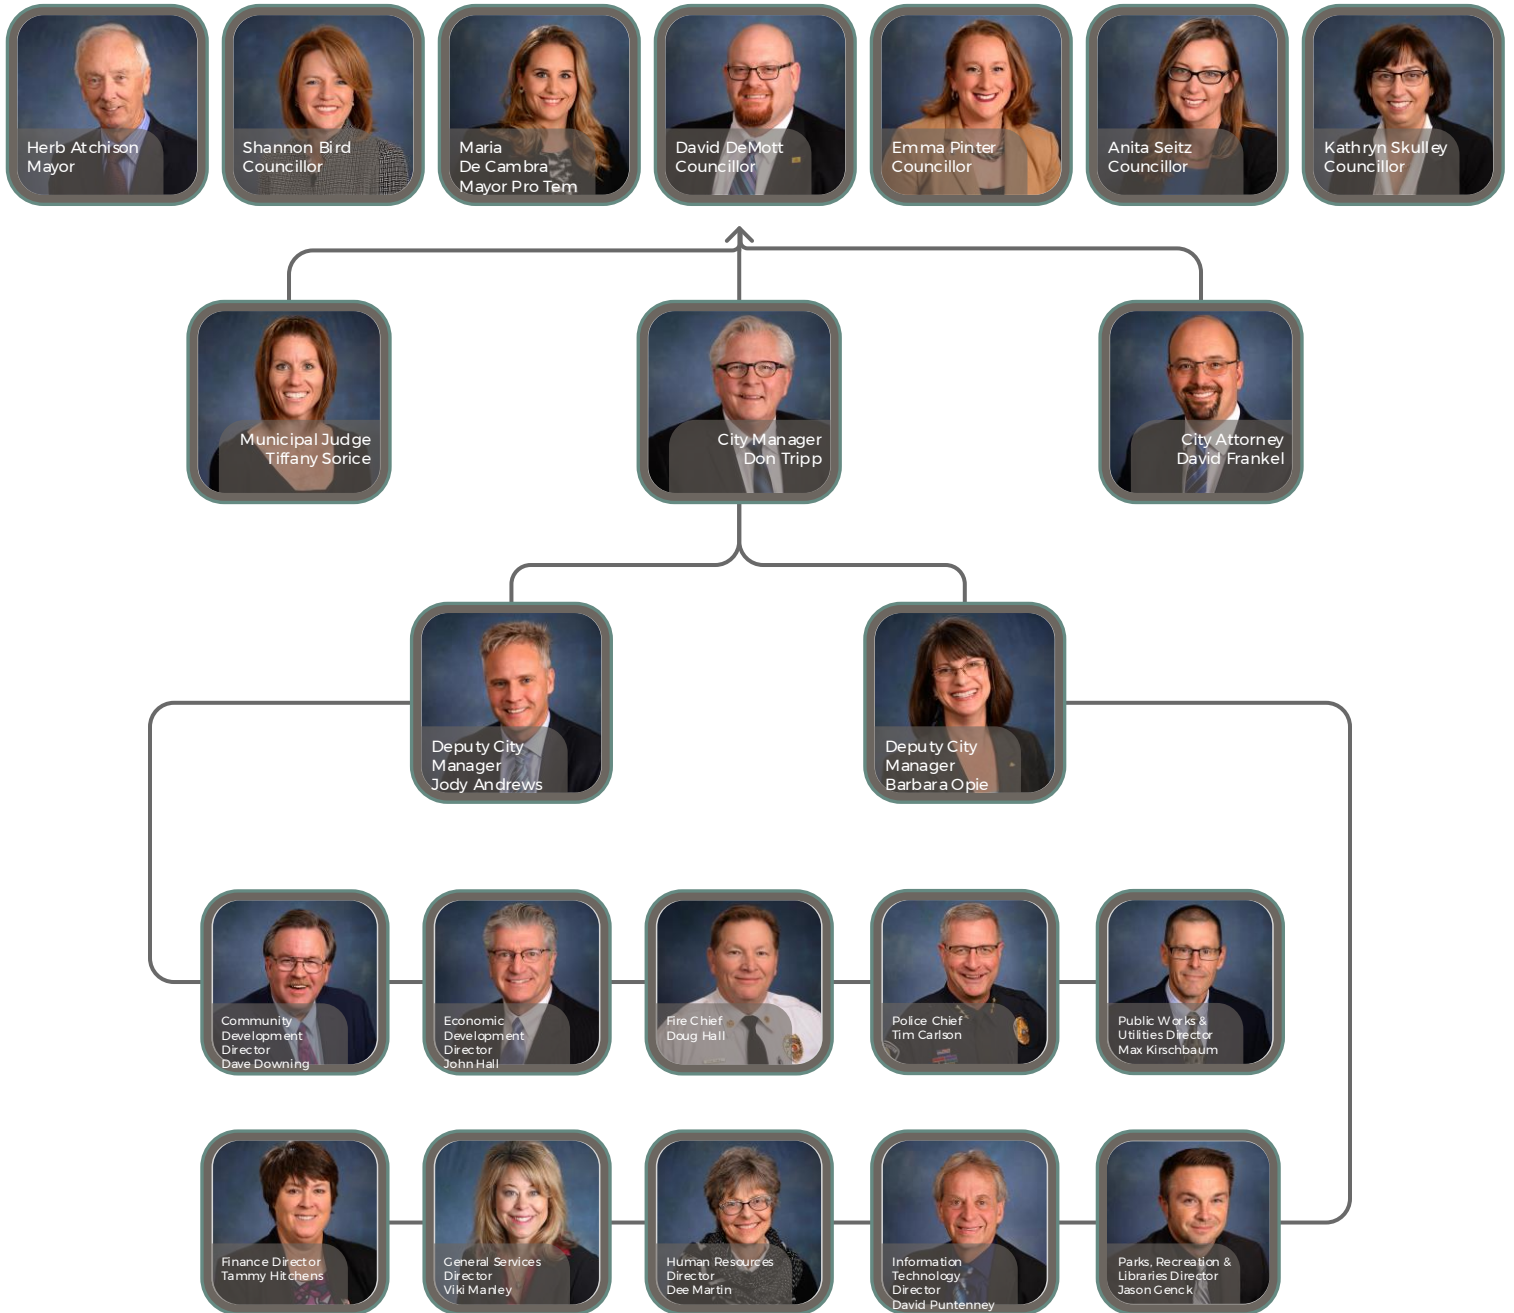 Herb Atchison
Mayor
Shannon Bird
Councillor
Maria
De Cambra
Mayor Pro Tem
David DeMott
Councillor
Emma Pinter
Councillor
Anita Seitz
Councillor
Kathryn Skulley
Councillor
Municipal Judge
Tiffany Sorice
City Manager
Don Tripp
City Attorney
David Frankel
Deputy City
Manager
Jody Andrews
Deputy City
Manager
Barbara Opie
Community
Development
Director
Dave Downing
Economic
Development
Director
John Hall
Fire Chief
Doug Hall
Police Chief
Tim Carlson
Public Works &
Utilities Director
Max Kirschbaum
Finance Director
Tammy Hitchens
General Services
Director
Viki Manley
Human Resources
Director
Dee Martin
Information
Technology
Director
David Puntenney
Parks, Recreation &
Libraries Director
Jason Genck